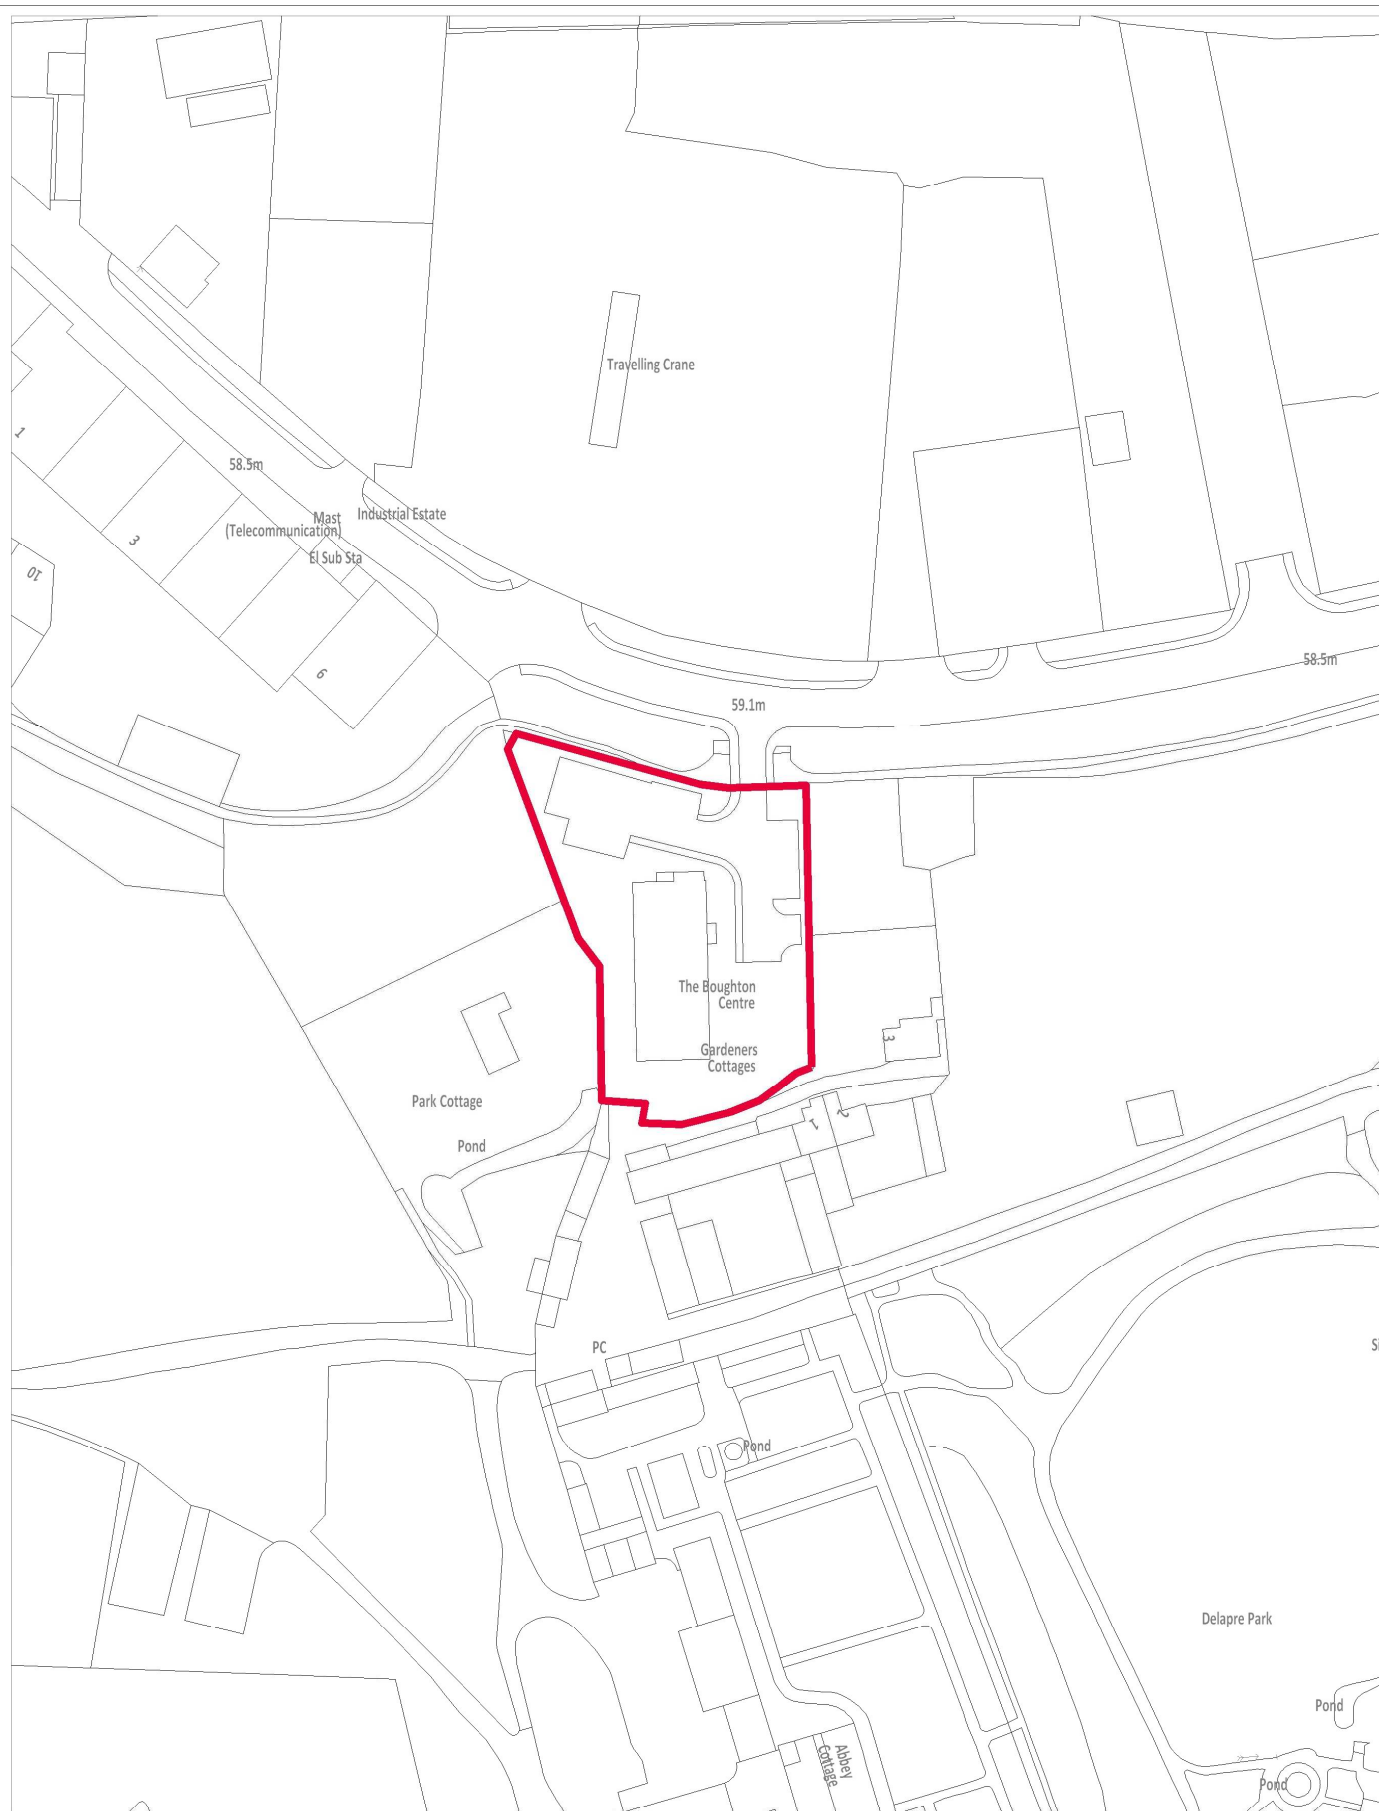 Travelling Crane
1
58.5m
Mast
(Telecommunication)
Industrial Estate
3
El Sub Sta
10
6
58.5m
59.1m
The Boughton
Centre
3
Gardeners
Cottages
Park Cottage
2
1
Pond
PC
Pond
Delapre Park
Pond
Abbey
Cottage
Pond